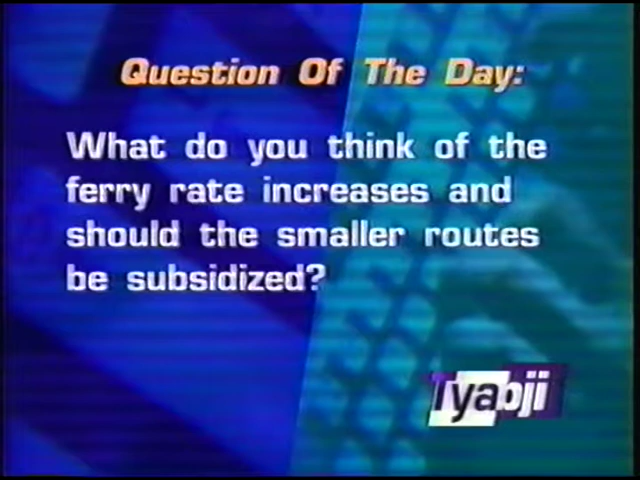 Question Of The Day:
What do you think of the
ferry rate increases and
should the smaller routes
be subsidized?
Tyabji